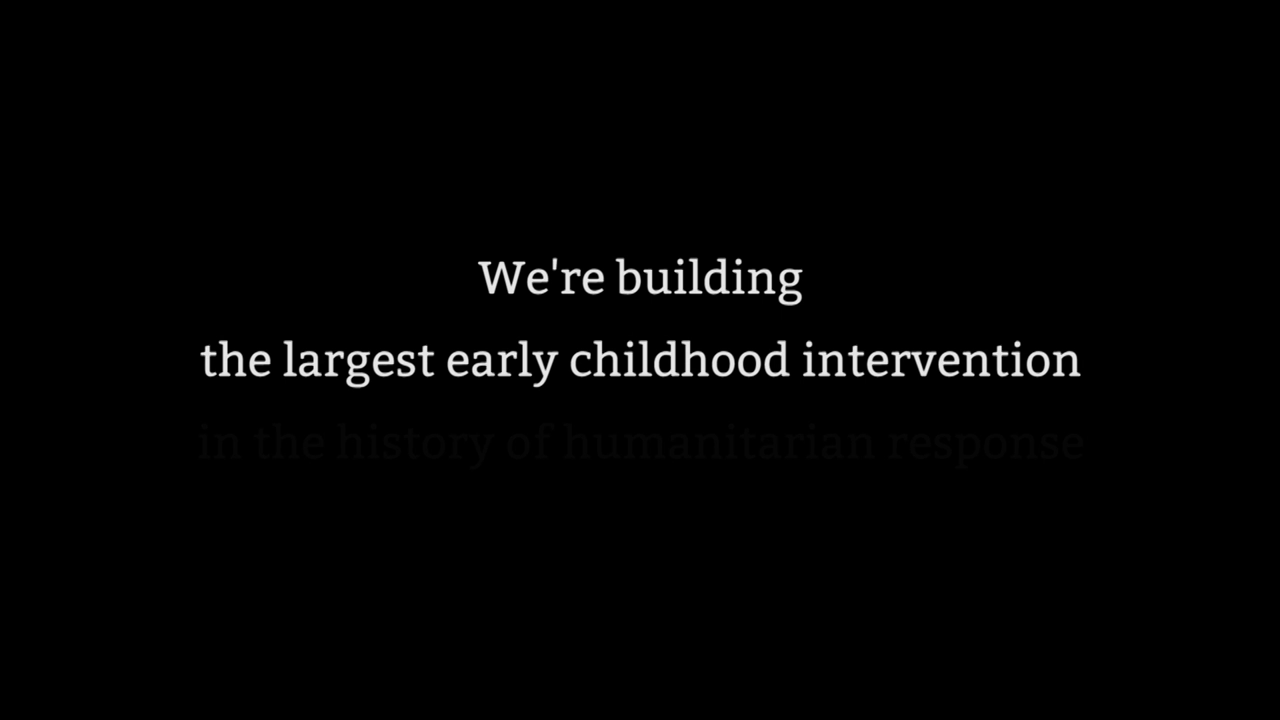 We're building
the largest early childhood intervention
in the history of humanitarian response